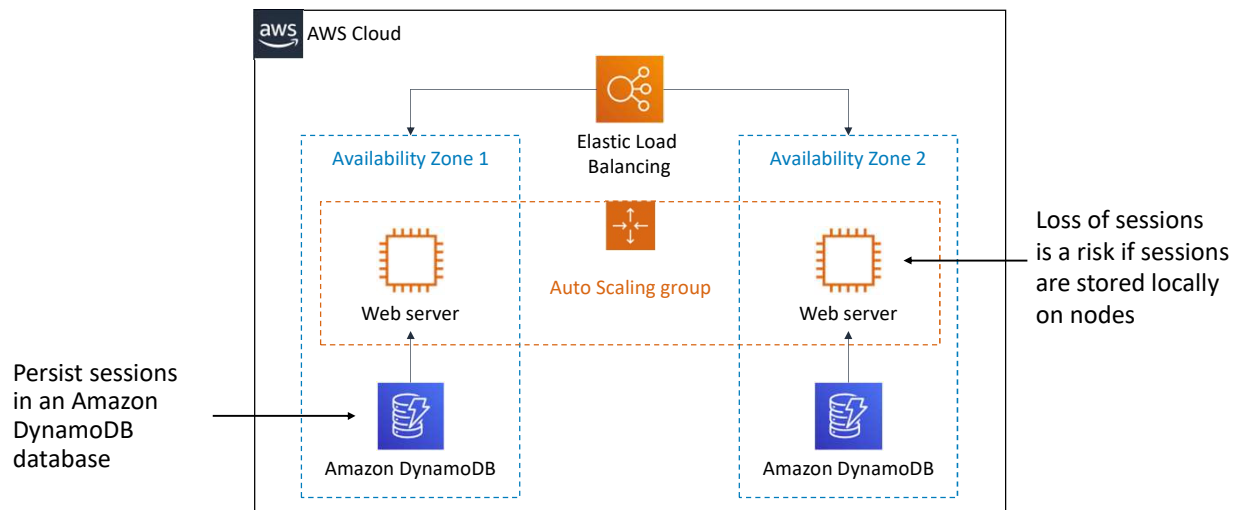 aws
AWS Cloud
Elastic Load
Balancing
Availability Zone 1
Availability Zone 2
Auto Scaling group
Web server
Web server
Loss of sessions
is a risk if sessions
are stored locally
on nodes
Persist sessions
in an Amazon
DynamoDB
database
Amazon DynamoDB
Amazon DynamoDB